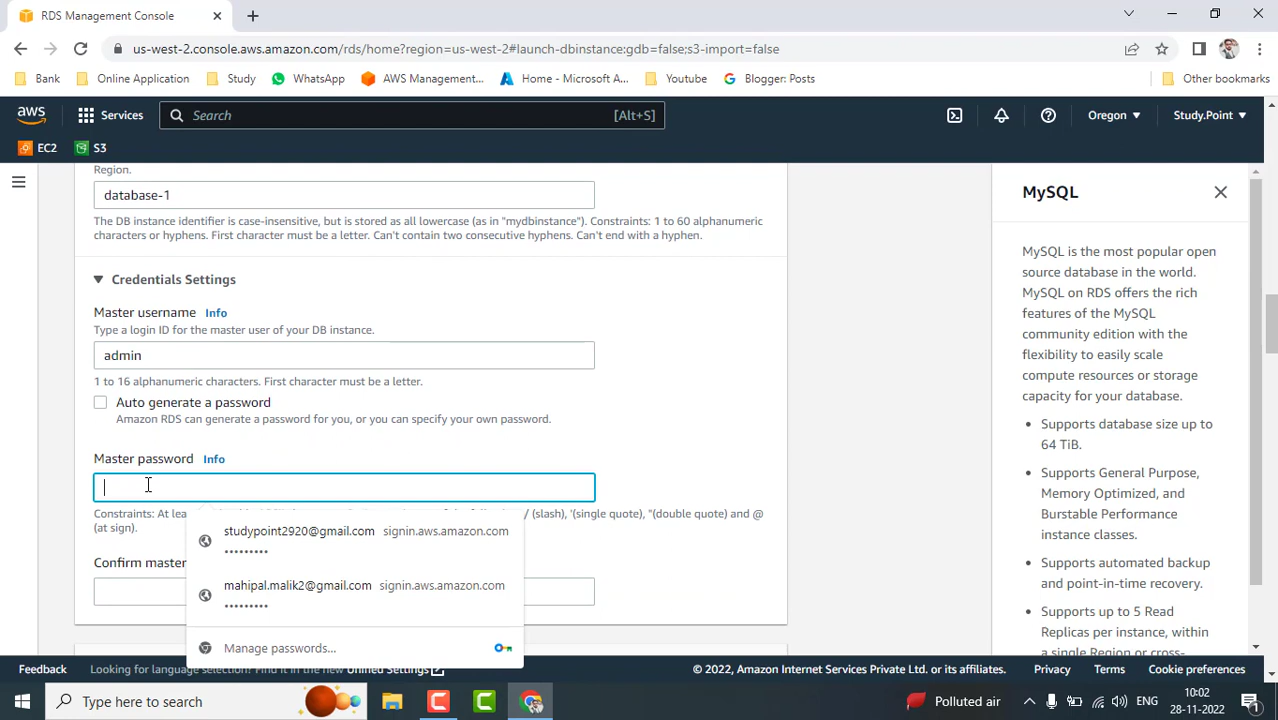 RDS Management Console
us-west-2.console.aws.amazon.com/rds/home?region=us-west-2#launch-dbinstance:gdb=false;s3-import=false
Bank
Online Application
Study
WhatsApp
AWS Management...
Home - Microsoft A...
Youtube
Blogger: Posts
Other bookmarks
aws
Services
Search
[Alt+S]
Oregon
Study.Point
EC2
S3
Region.
database-1
The DB instance identifier is case-insensitive, but is stored as all lowercase (as in "mydbinstance"). Constraints: 1 to 60 alphanumeric
characters or hyphens. First character must be a letter. Can't contain two consecutive hyphens. Can't end with a hyphen.
Credentials Settings
Master username Info
Type a login ID for the master user of your DB instance.
admin
1 to 16 alphanumeric characters. First character must be a letter.
Auto generate a password
Amazon RDS can generate a password for you, or you can specify your own password.
Master password Info
Constraints: At
/ (slash), '(single quote), "(double quote) and @
(at sign).
studypoint2920@gmail.com signin.aws.amazon.com
•••••••••
Confirm master
mahipal.malik2@gmail.com signin.aws.amazon.com
•••••••••
Manage passwords...
MySQL
MySQL is the most popular open
source database in the world.
MySQL on RDS offers the rich
features of the MySQL
community edition with the
flexibility to easily scale
compute resources or storage
capacity for your database.
• Supports database size up to
64 TiB.
• Supports General Purpose,
Memory Optimized, and
Burstable Performance
instance classes.
• Supports automated backup
and point-in-time recovery.
• Supports up to 5 Read
Replicas per instance, within
a single Region or cross-
Feedback
Looking for language selection? Find it in the new Unified Settings
© 2022, Amazon Internet Services Private Ltd. or its affiliates.
Privacy
Terms
Cookie preferences
Type here to search
Polluted air
ENG
10:02
28-11-2022
1